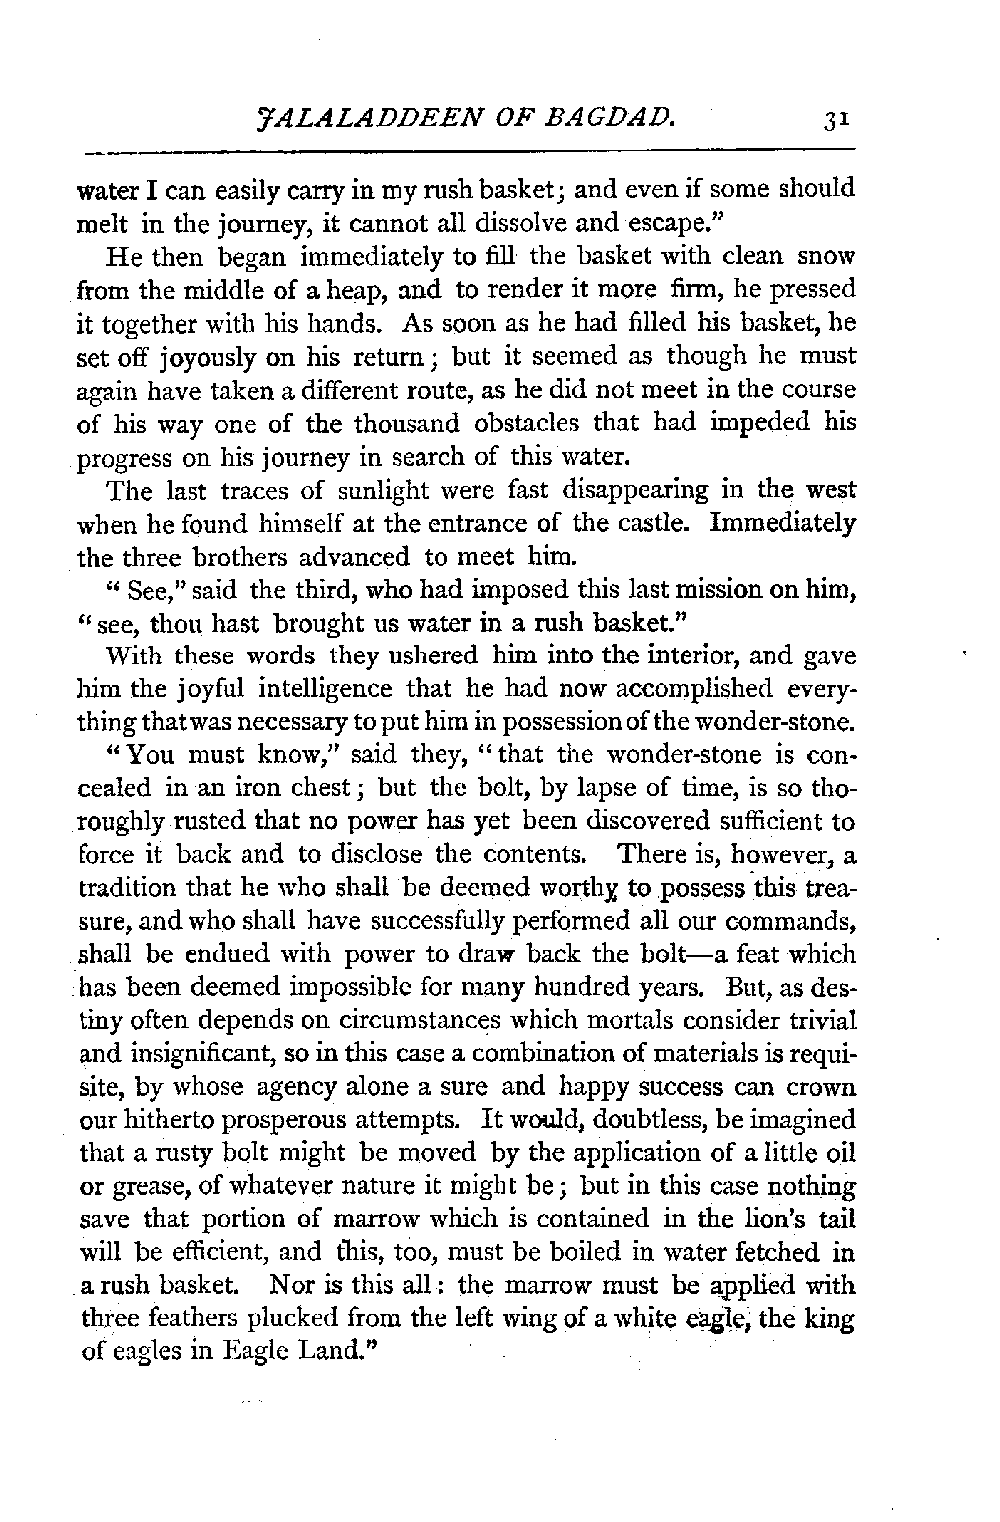 JALALADDEEN OF BAGDAD. 31
water I can easily carry in my rush basket; and even if some should
melt in the journey, it cannot all dissolve and escape.”
He then began immediately to fill the basket with clean snow
from the middle of a heap, and to render it more firm, he pressed
it together with his hands. As soon as he had filled his basket, he
set off joyously on his return; but it seemed as though he must
again have taken a different route, as he did not meet in the course
of his way one of the thousand obstacles that had impeded his
progress on his journey in search of this water.
The last traces of sunlight were fast disappearing in the west
when he found himself at the entrance of the castle. Immediately
the three brothers advanced to meet him.
“See,” said the third, who had imposed this last mission on him,
“see, thou hast brought us water in a rush basket.”
With these words they ushered him into the interior, and gave
him the joyful intelligence that he had now accomplished every-
thing that was necessary to put him in possession of the wonder-stone.
“You must know,” said they, “that the wonder-stone is con-
cealed in an iron chest; but the bolt, by lapse of time, is so tho-
roughly rusted that no power has yet been discovered sufficient to
force it back and to disclose the contents. There is, however, a
tradition that he who shall be deemed worthy to possess this trea-
sure, and who shall have successfully performed all our commands,
shall be endued with power to draw back the bolt—a feat which
has been deemed impossible for many hundred years. But, as des-
tiny often depends on circumstances which mortals consider trivial
and insignificant, so in this case a combination of materials is requi-
site, by whose agency alone a sure and happy success can crown
our hitherto prosperous attempts. It would, doubtless, be imagined
that a rusty bolt might be moved by the application of a little oil
or grease, of whatever nature it might be; but in this case nothing
save that portion of marrow which is contained in the lion's tail
will be efficient, and this, too, must be boiled in water fetched in
a rush basket. Nor is this all: the marrow must be applied with
three feathers plucked from the left wing of a white eagle, the king
of eagles in Eagle Land.”